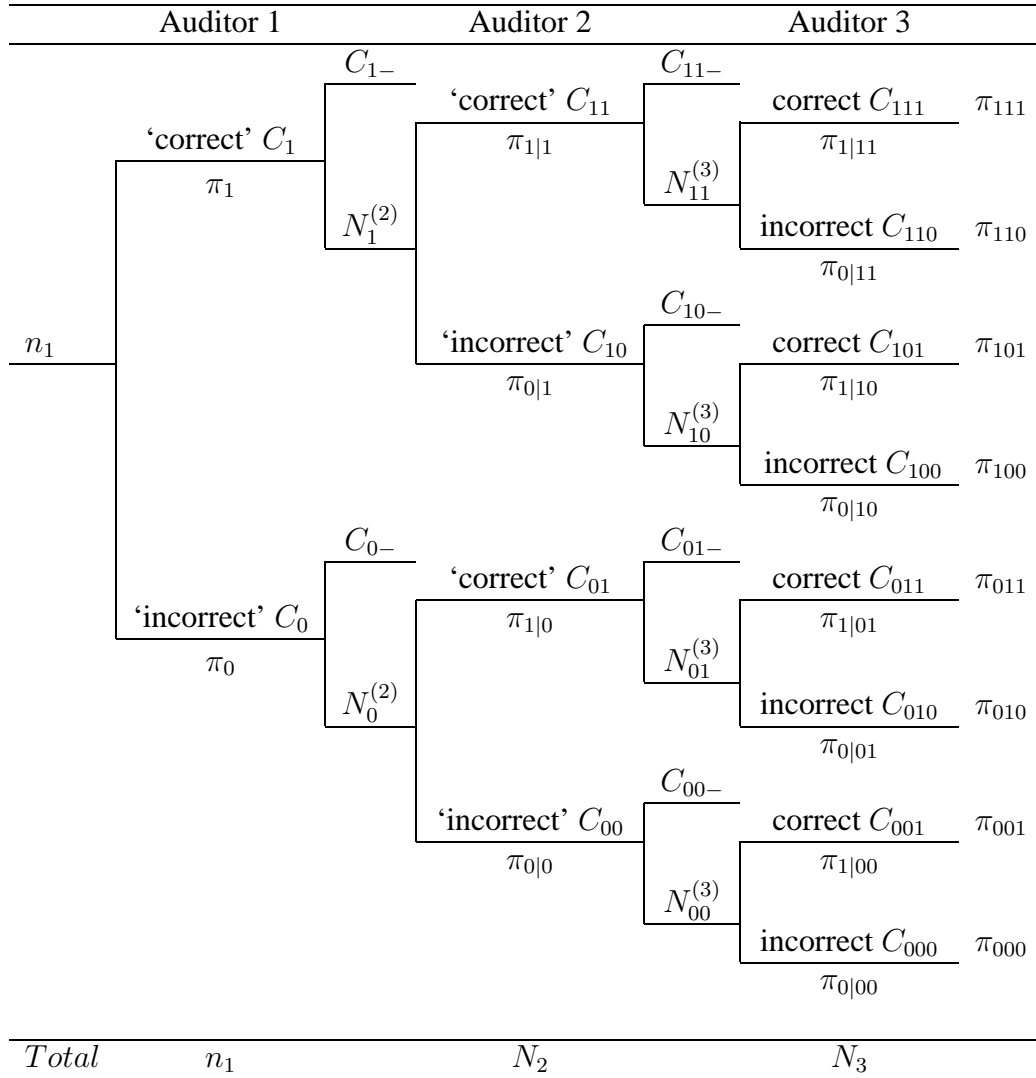 Auditor 1 Auditor 2 Auditor 3
C_{1−} C_{11−}
‘correct’ C_1 ‘correct’ C_{11} correct C_{111} π_{111}
π_1 π_{1|1} π_{1|11}
N_1^{(2)} N_{11}^{(3)}
incorrect C_{110} π_{110}
π_{0|11}
C_{10−}
n_1 ‘incorrect’ C_{10} correct C_{101} π_{101}
π_{0|1} π_{1|10}
N_{10}^{(3)}
incorrect C_{100} π_{100}
π_{0|10}
C_{0−} C_{01−}
‘correct’ C_{01} correct C_{011} π_{011}
‘incorrect’ C_0 π_{1|0} π_{1|01}
π_0 N_{01}^{(3)}
N_0^{(2)} incorrect C_{010} π_{010}
π_{0|01}
C_{00−}
‘incorrect’ C_{00} correct C_{001} π_{001}
π_{0|0} π_{1|00}
N_{00}^{(3)}
incorrect C_{000} π_{000}
π_{0|00}
Total n_1 N_2 N_3